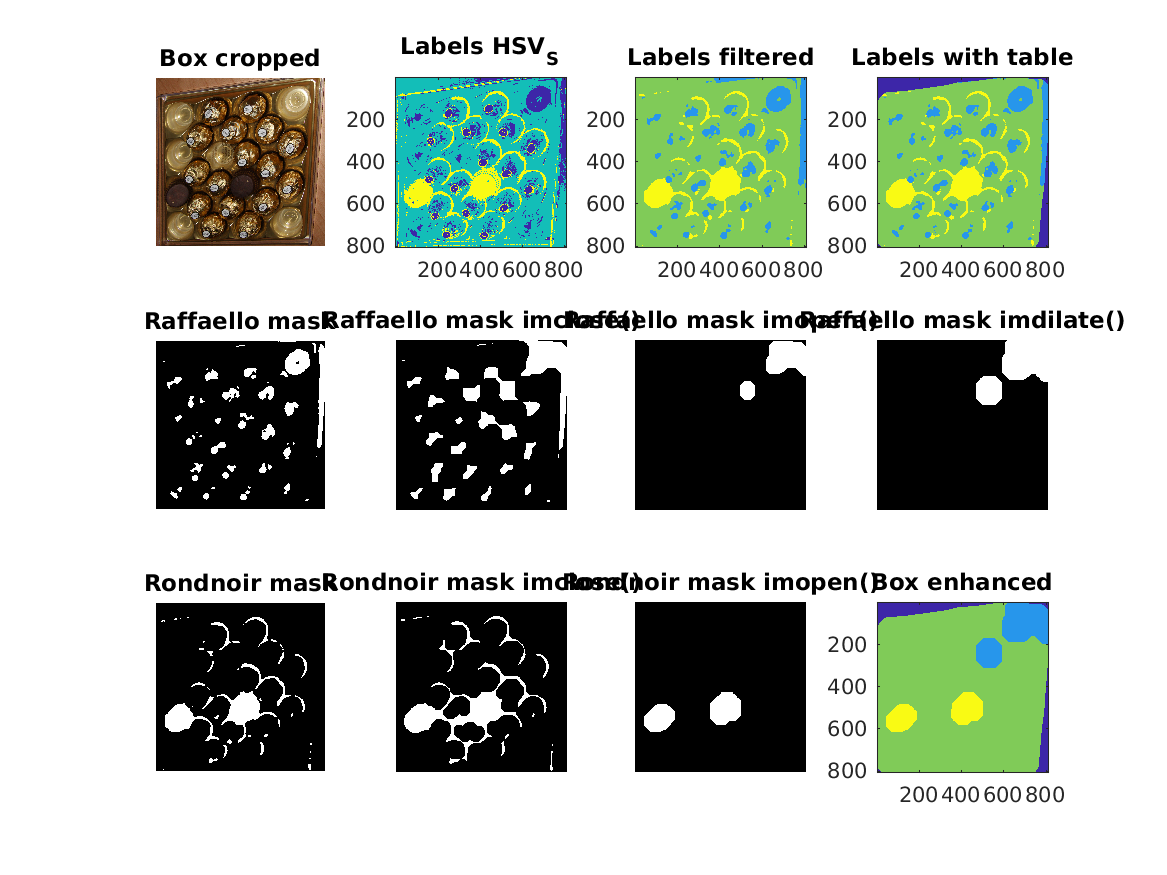 Box cropped
Labels HSV_S
Labels filtered
Labels with table
200
400
600
800
200 400 600 800
200
400
600
800
200 400 600 800
200
400
600
800
200 400 600 800
Raffaello mask
Raffaello mask imclose()
Raffaello mask imopen()
Raffaello mask imdilate()
Rondnoir mask
Rondnoir mask imclose()
Rondnoir mask imopen()
Box enhanced
200
400
600
800
200 400 600 800